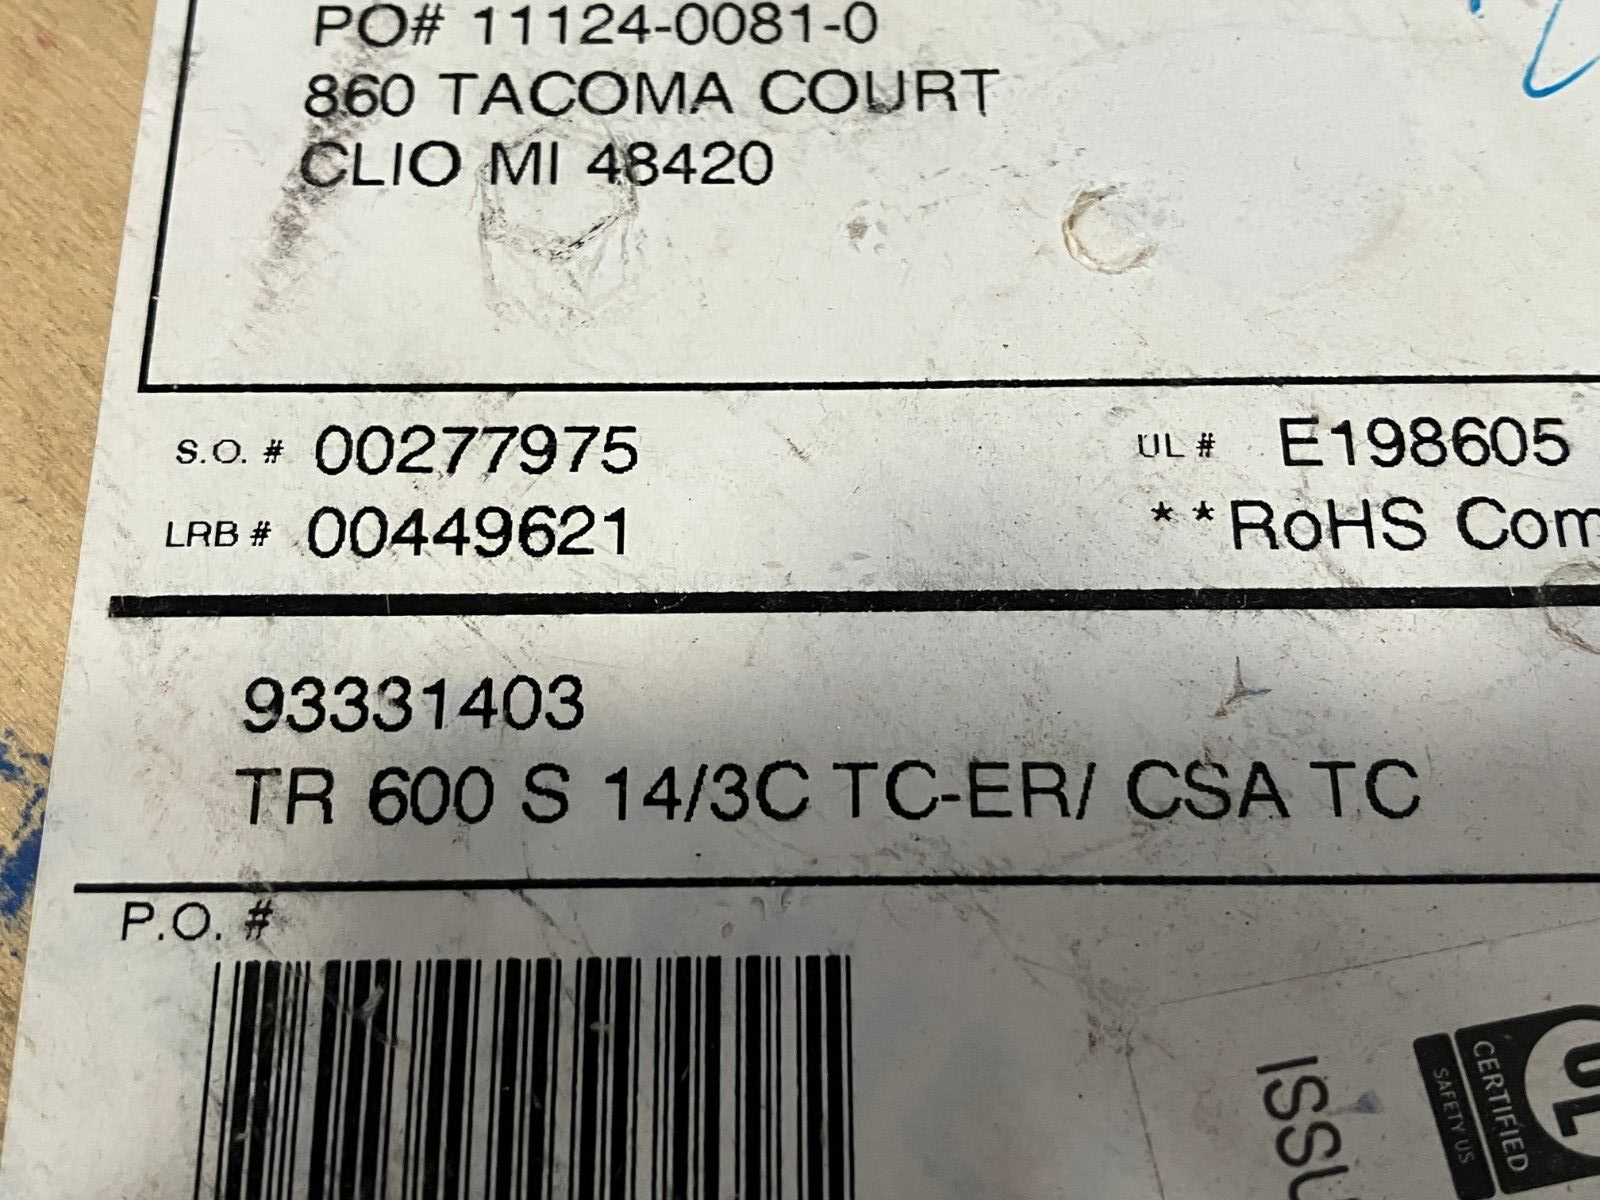 PO# 11124-0081-0
860 TACOMA COURT
CLIO MI 48420
S.O. # 00277975
UL # E198605
LRB # 00449621
**RoHS Com
93331403
TR 600 S 14/3C TC-ER/ CSA TC
P.O. #
UL
CERTIFIED
SAFETY US
ISSU